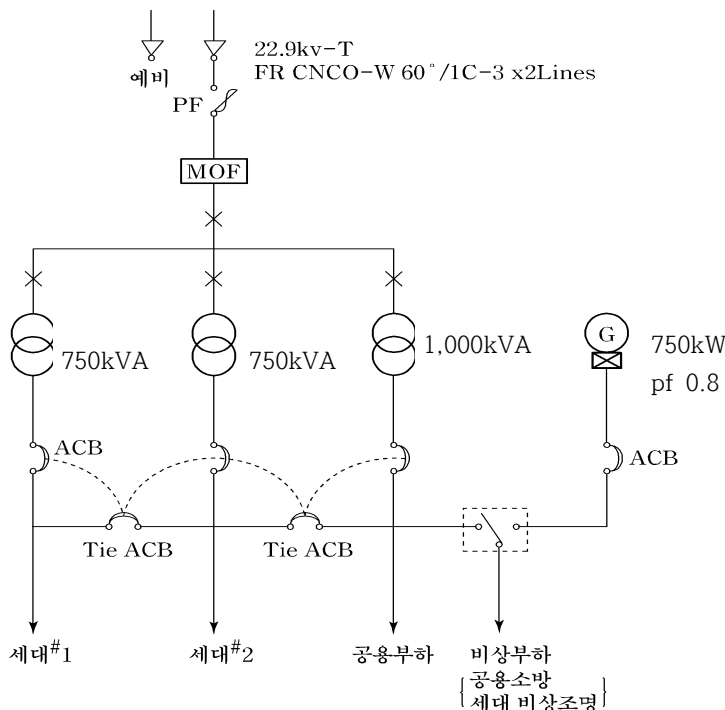 22.9kv-T
FR CNCO-W 60°/1C-3 x2Lines
예비
PF
MOF
750kVA
750kVA
1,000kVA
G
750kW
pf 0.8
ACB
ACB
Tie ACB
Tie ACB
세대#1
세대#2
공용부하
비상부하
공용소방
세대 비상조명